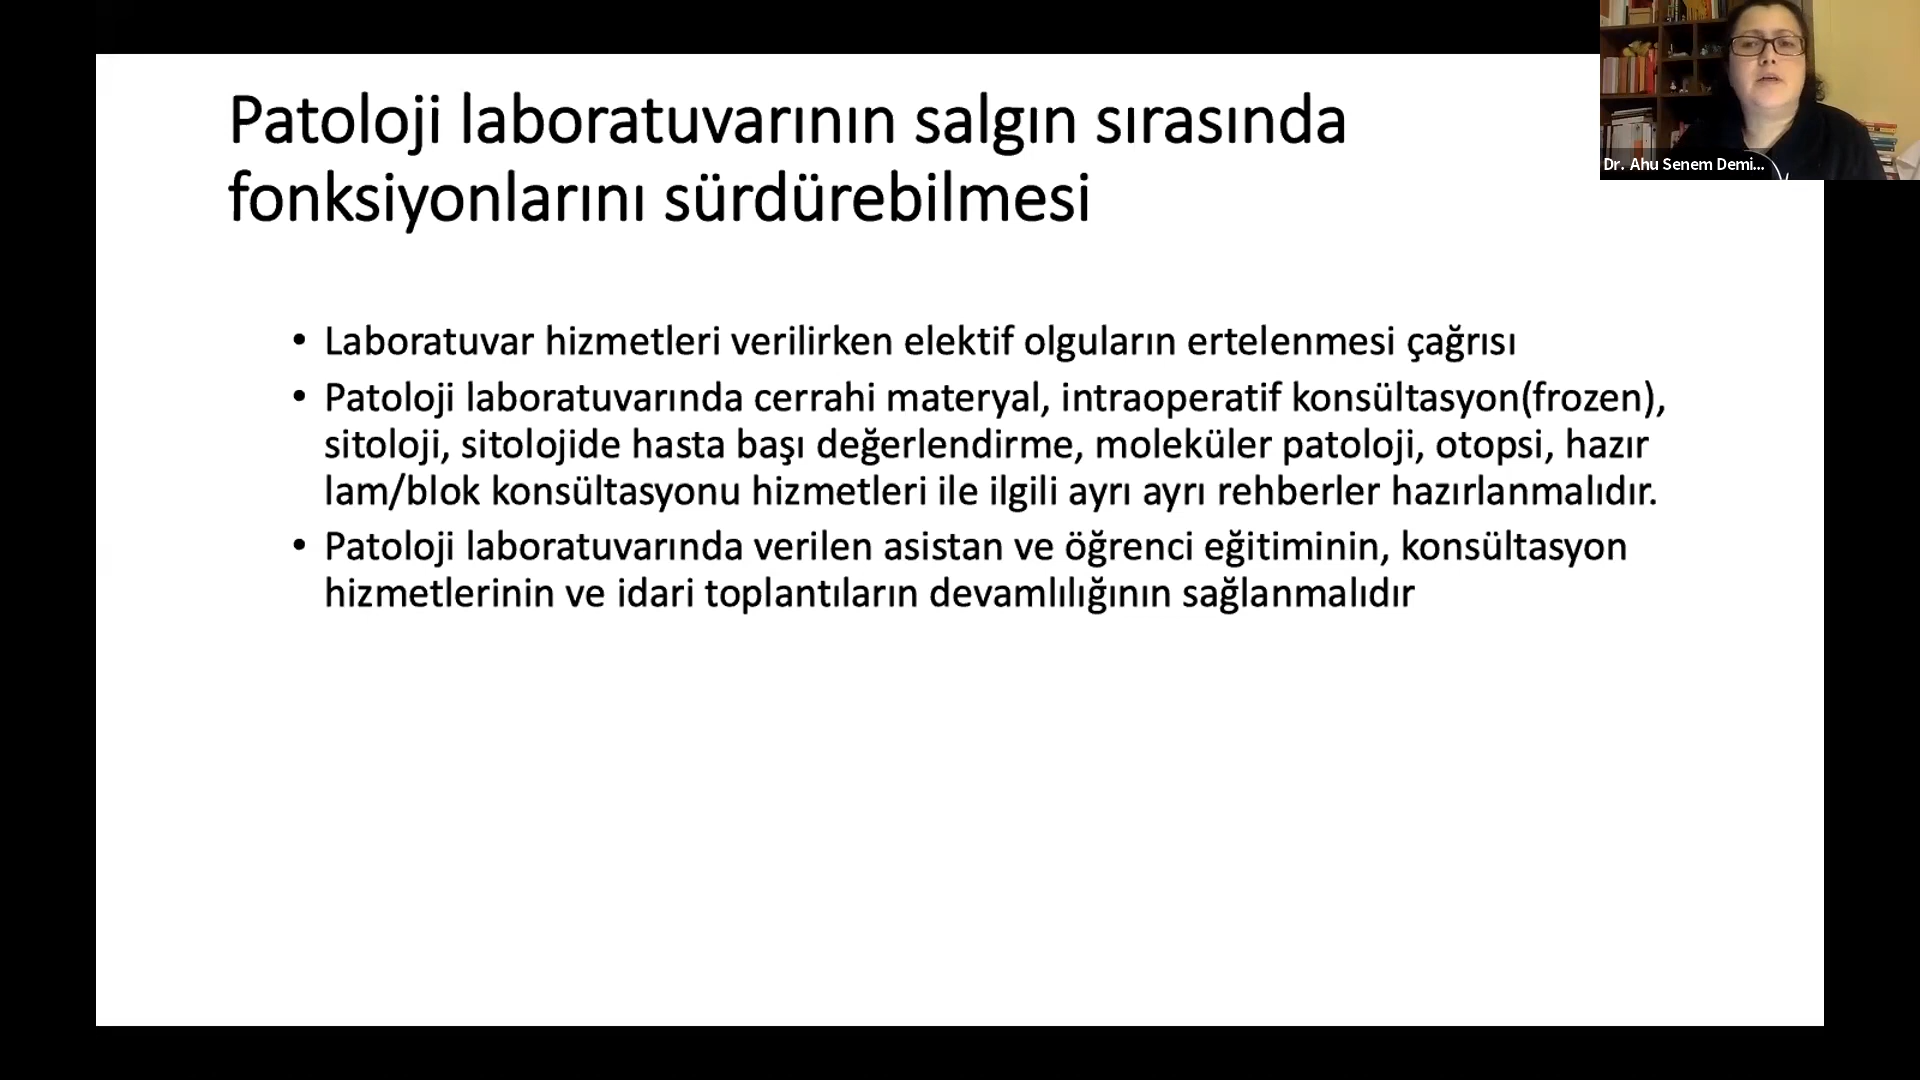 Patoloji laboratuvarının salgın sırasında
fonksiyonlarını sürdürebilmesi
Dr. Ahu Senem Demi...
• Laboratuvar hizmetleri verilirken elektif olguların ertelenmesi çağrısı
• Patoloji laboratuvarında cerrahi materyal, intraoperatif konsültasyon(frozen),
sitoloji, sitolojide hasta başı değerlendirme, moleküler patoloji, otopsi, hazır
lam/blok konsültasyonu hizmetleri ile ilgili ayrı ayrı rehberler hazırlanmalıdır.
• Patoloji laboratuvarında verilen asistan ve öğrenci eğitiminin, konsültasyon
hizmetlerinin ve idari toplantıların devamlılığının sağlanmalıdır